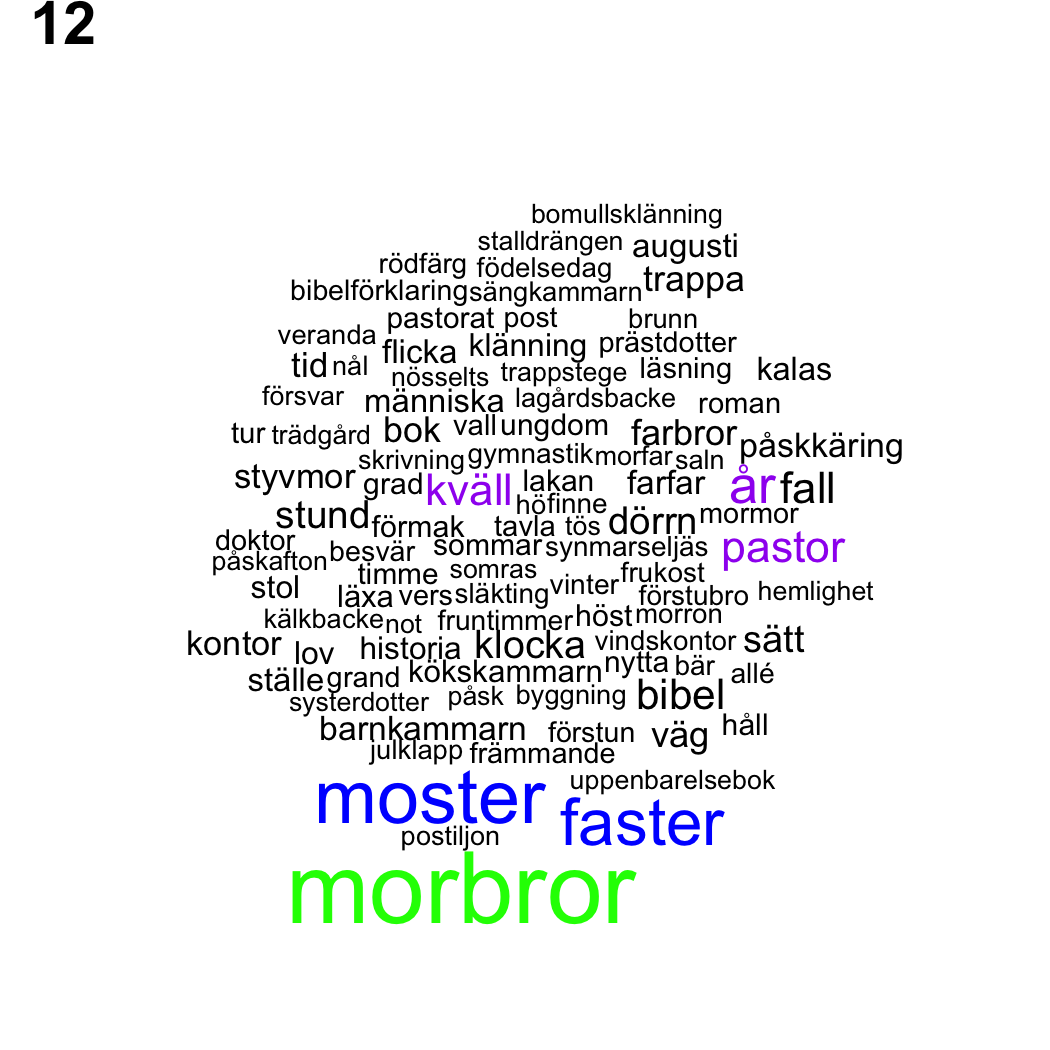 12
bomullsklänning
stalldrängen augusti
rödfärg födelsedag trappa
bibelförklaring sängkammarn
pastorat post brunn
veranda flicka klänning prästdotter
tid nål nösselts trappstege läsning kalas
försvar människa lagårdsbacke roman
tur trädgård bok vall ungdom farbror påskkäring
skrivning gymnastik morfar saln
styvmor grad kväll lakan farfar år fall
höfinne
stund förmak tavla tös dörrn mormor
doktor besvär sommar synmarseljäs pastor
påskafton timme somras frukost
stol läxa vers släkting vinter förstubro hemlighet
kälkbacke not fruntimmer höst morron
kontor lov historia klocka vindskontor sätt
ställe grand kökskammarn nytta bär allé
systerdotter påsk byggning bibel
barnkammarn förstun väg håll
julklapp främmande
moster uppenbarelsebok
postiljon faster
morbror